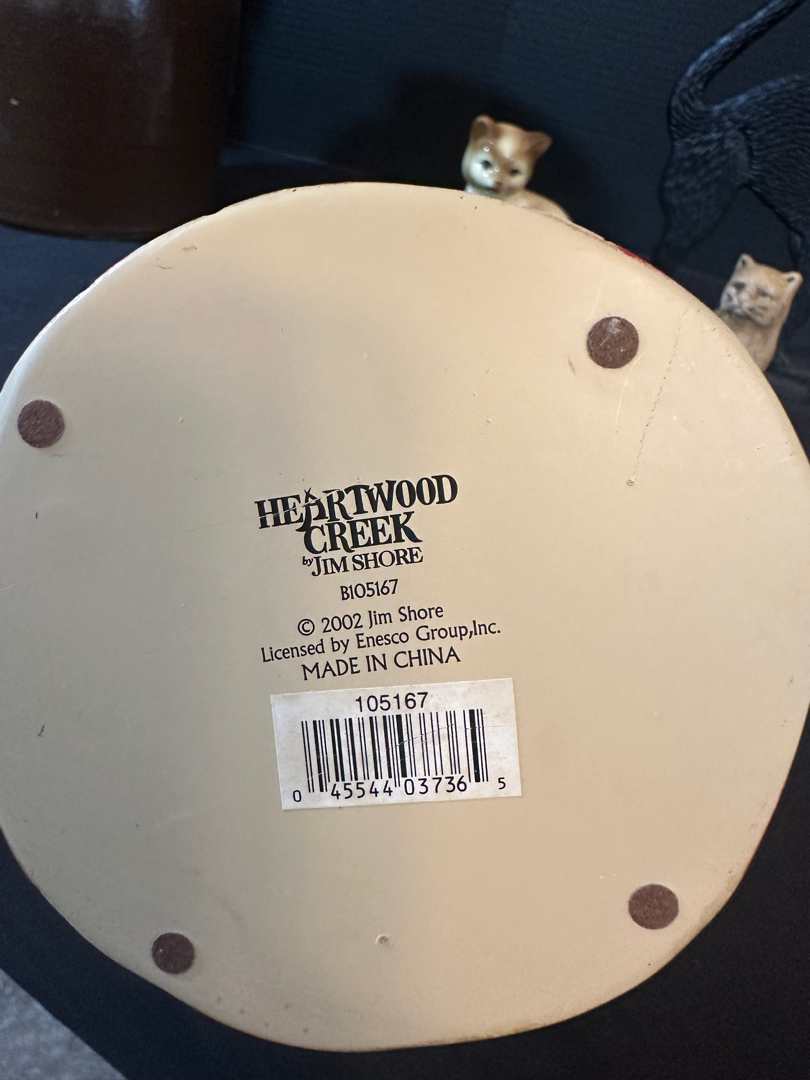 HEARTWOOD
CREEK
by JIM SHORE
B105167
© 2002 Jim Shore
Licensed by Enesco Group,Inc.
MADE IN CHINA
105167
0 45544 03736 5